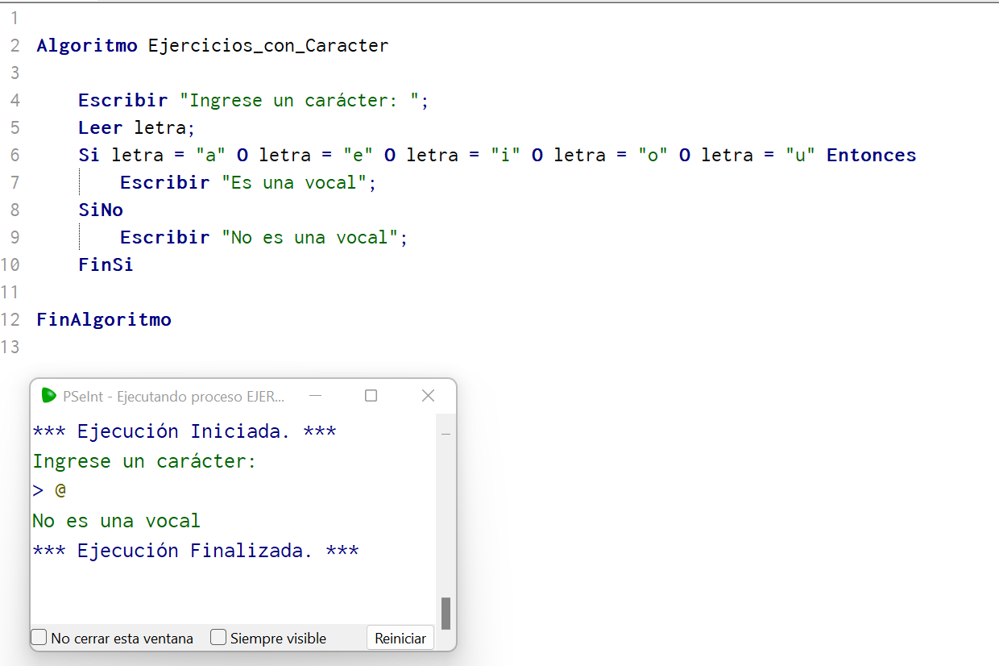 1
2 Algoritmo Ejercicios_con_Caracter
3
4 Escribir "Ingrese un carácter: ";
5 Leer letra;
6 Si letra = "a" O letra = "e" O letra = "i" O letra = "o" O letra = "u" Entonces
7 Escribir "Es una vocal";
8 SiNo
9 Escribir "No es una vocal";
10 FinSi
11
12 FinAlgoritmo
13
PSeInt - Ejecutando proceso EJER...
*** Ejecución Iniciada. ***
Ingrese un carácter:
> @
No es una vocal
*** Ejecución Finalizada. ***
No cerrar esta ventana Siempre visible Reiniciar